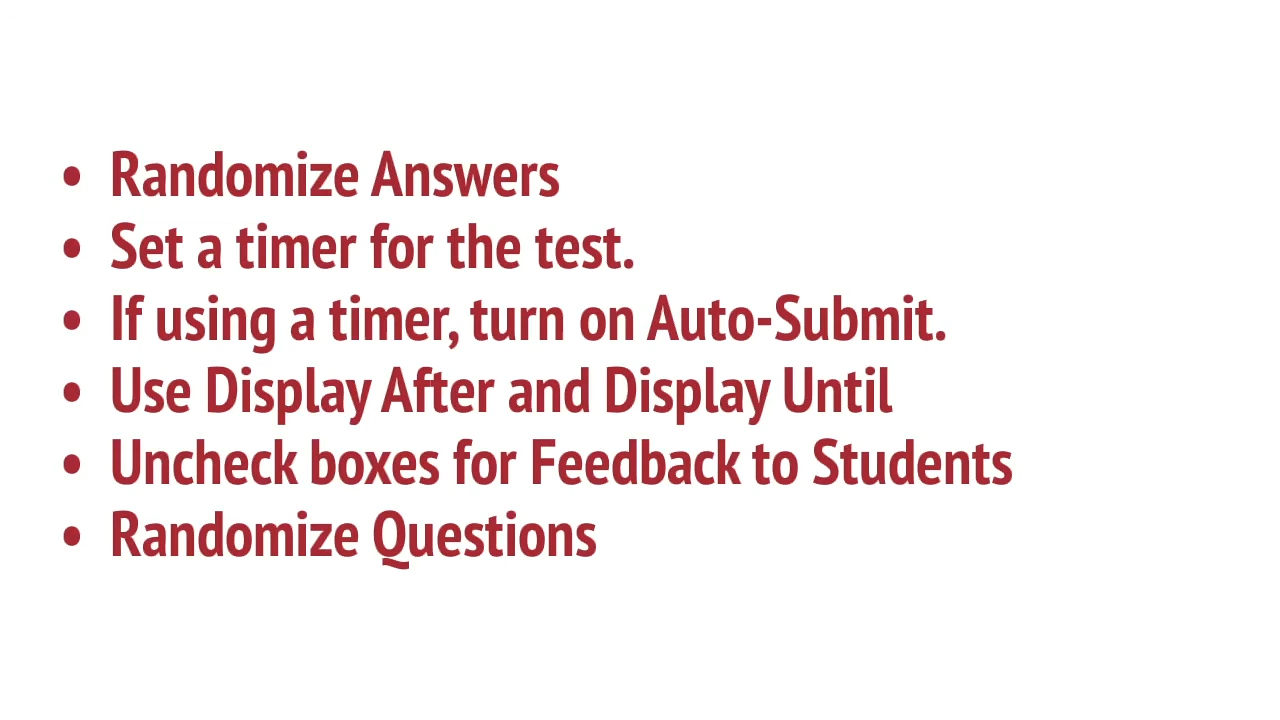 • Randomize Answers
• Set a timer for the test.
• If using a timer, turn on Auto-Submit.
• Use Display After and Display Until
• Uncheck boxes for Feedback to Students
• Randomize Questions